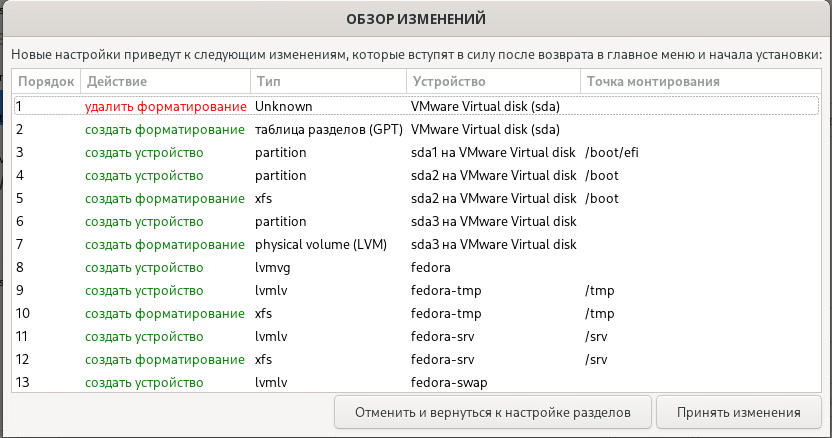 ОБЗОР ИЗМЕНЕНИЙ
Новые настройки приведут к следующим изменениям, которые вступят в силу после возврата в главное меню и начала установки:
Порядок Действие Тип Устройство Точка монтирования
1 удалить форматирование Unknown VMware Virtual disk (sda)
2 создать форматирование таблица разделов (GPT) VMware Virtual disk (sda)
3 создать устройство partition sda1 на VMware Virtual disk /boot/efi
4 создать устройство partition sda2 на VMware Virtual disk /boot
5 создать форматирование xfs sda2 на VMware Virtual disk /boot
6 создать устройство partition sda3 на VMware Virtual disk
7 создать форматирование physical volume (LVM) sda3 на VMware Virtual disk
8 создать устройство lvmvg fedora
9 создать устройство lvmlv fedora-tmp /tmp
10 создать форматирование xfs fedora-tmp /tmp
11 создать устройство lvmlv fedora-srv /srv
12 создать форматирование xfs fedora-srv /srv
13 создать устройство lvmlv fedora-swap
Отменить и вернуться к настройке разделов Принять изменения